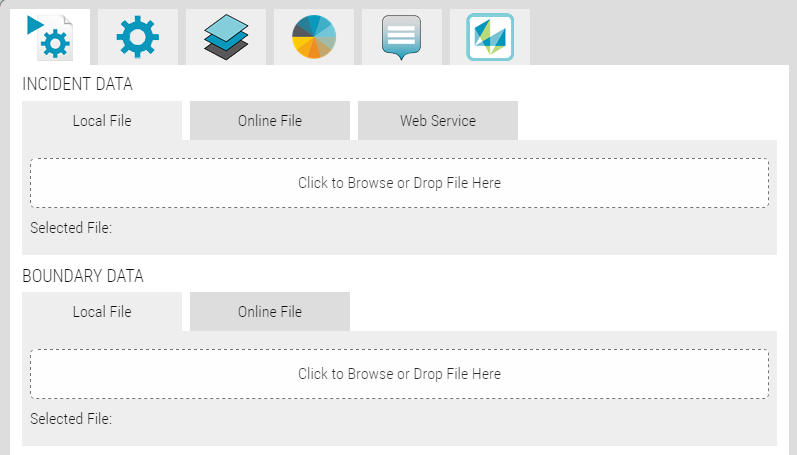 INCIDENT DATA
Local File Online File Web Service
Click to Browse or Drop File Here
Selected File:
BOUNDARY DATA
Local File Online File
Click to Browse or Drop File Here
Selected File: